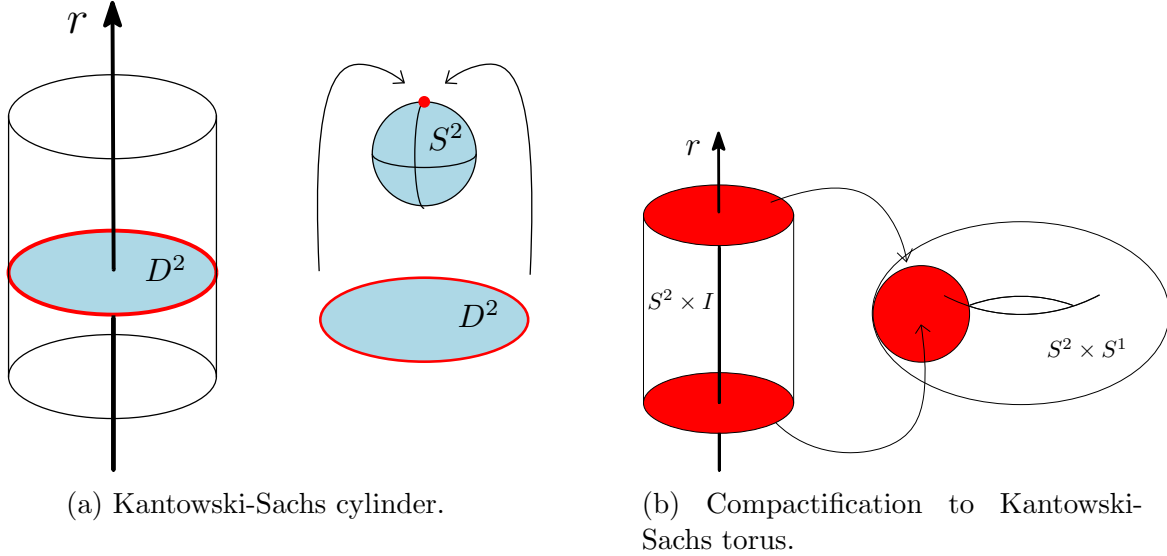 r
D²
S²
D²
(a) Kantowski-Sachs cylinder.
r
S² × I
S² × S¹
(b) Compactification to Kantowski-
Sachs torus.